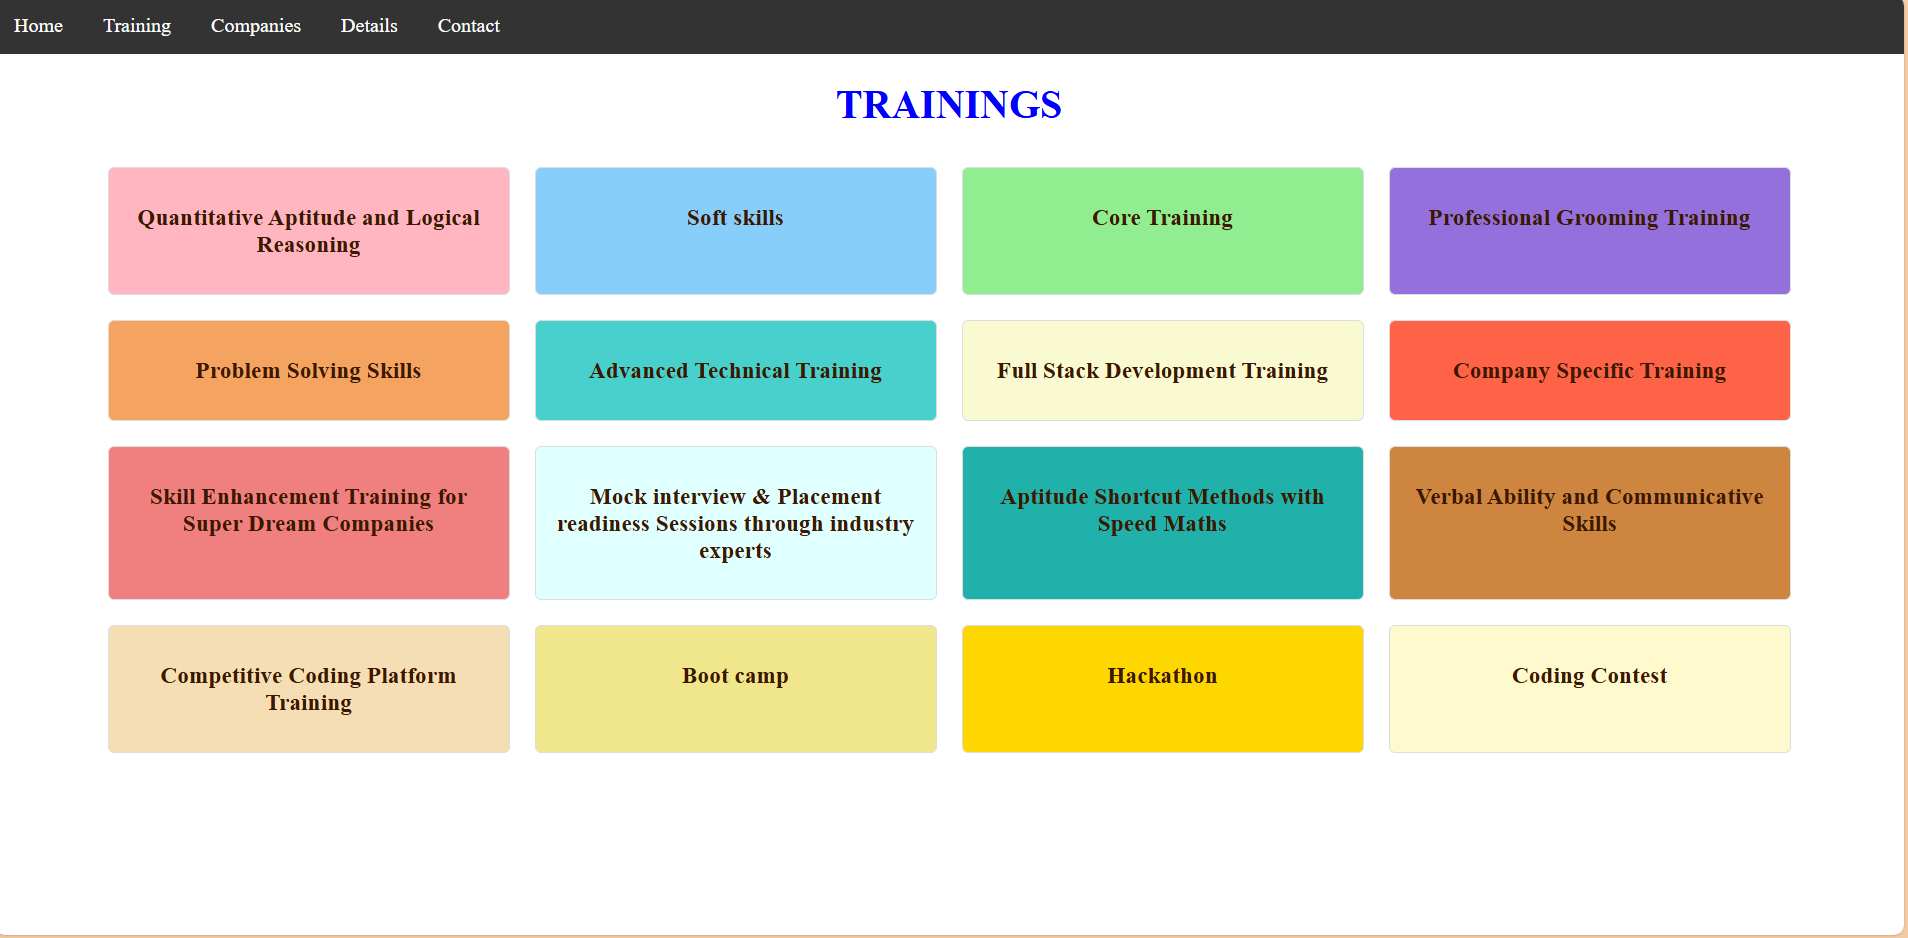 Home Training Companies Details Contact
TRAININGS
Quantitative Aptitude and Logical
Reasoning
Soft skills
Core Training
Professional Grooming Training
Problem Solving Skills
Advanced Technical Training
Full Stack Development Training
Company Specific Training
Skill Enhancement Training for
Super Dream Companies
Mock interview & Placement
readiness Sessions through industry
experts
Aptitude Shortcut Methods with
Speed Maths
Verbal Ability and Communicative
Skills
Competitive Coding Platform
Training
Boot camp
Hackathon
Coding Contest